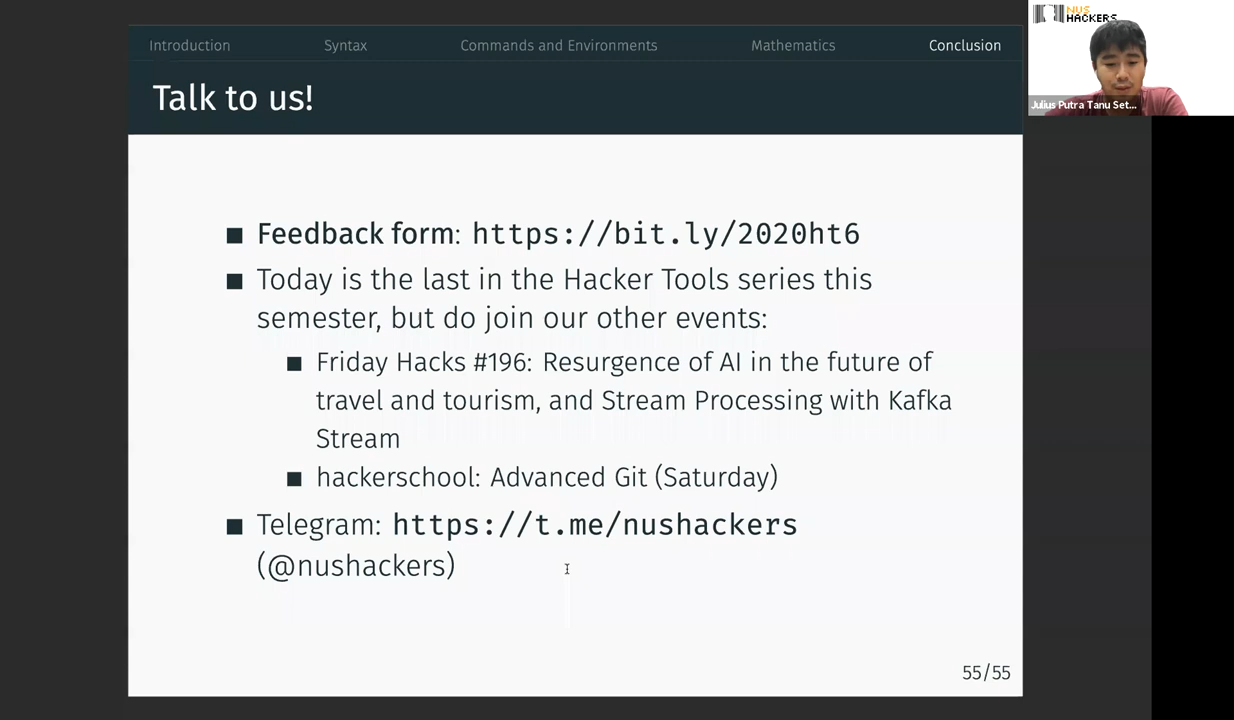 Introduction Syntax Commands and Environments Mathematics Conclusion
Talk to us!
Feedback form: https://bit.ly/2020ht6
Today is the last in the Hacker Tools series this
semester, but do join our other events:
Friday Hacks #196: Resurgence of AI in the future of
travel and tourism, and Stream Processing with Kafka
Stream
hackerschool: Advanced Git (Saturday)
Telegram: https://t.me/nushackers
(@nushackers)
55/55
NUS
HACKERS
Julius Putra Tanu Set...